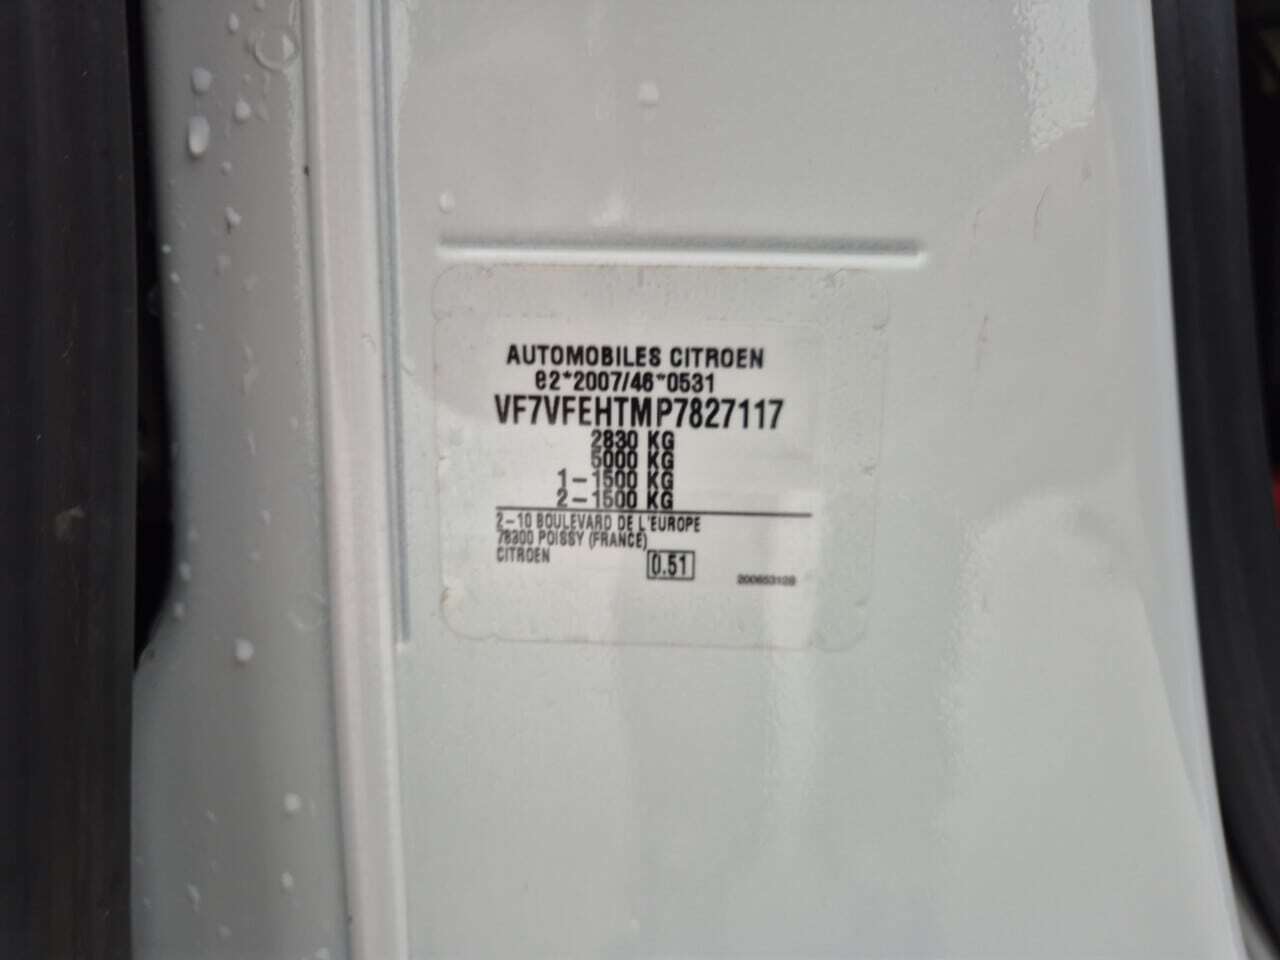 AUTOMOBILES CITROEN
e2*2007/46*0531
VF7VFEHTMP7827117
2830 KG
5000 KG
1-1500 KG
2-1500 KG
2-10 BOULEVARD DE L'EUROPE
78300 POISSY (FRANCE)
CITROEN
0.51